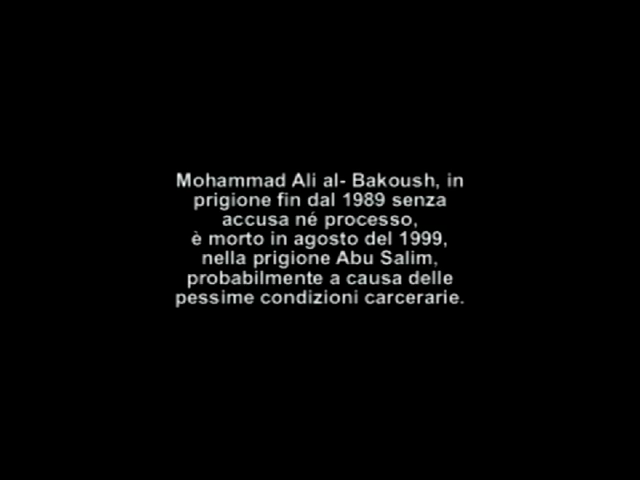 Mohammad Ali al- Bakoush, in
prigione fin dal 1989 senza
accusa né processo,
è morto in agosto del 1999,
nella prigione Abu Salim,
probabilmente a causa delle
pessime condizioni carcerarie.